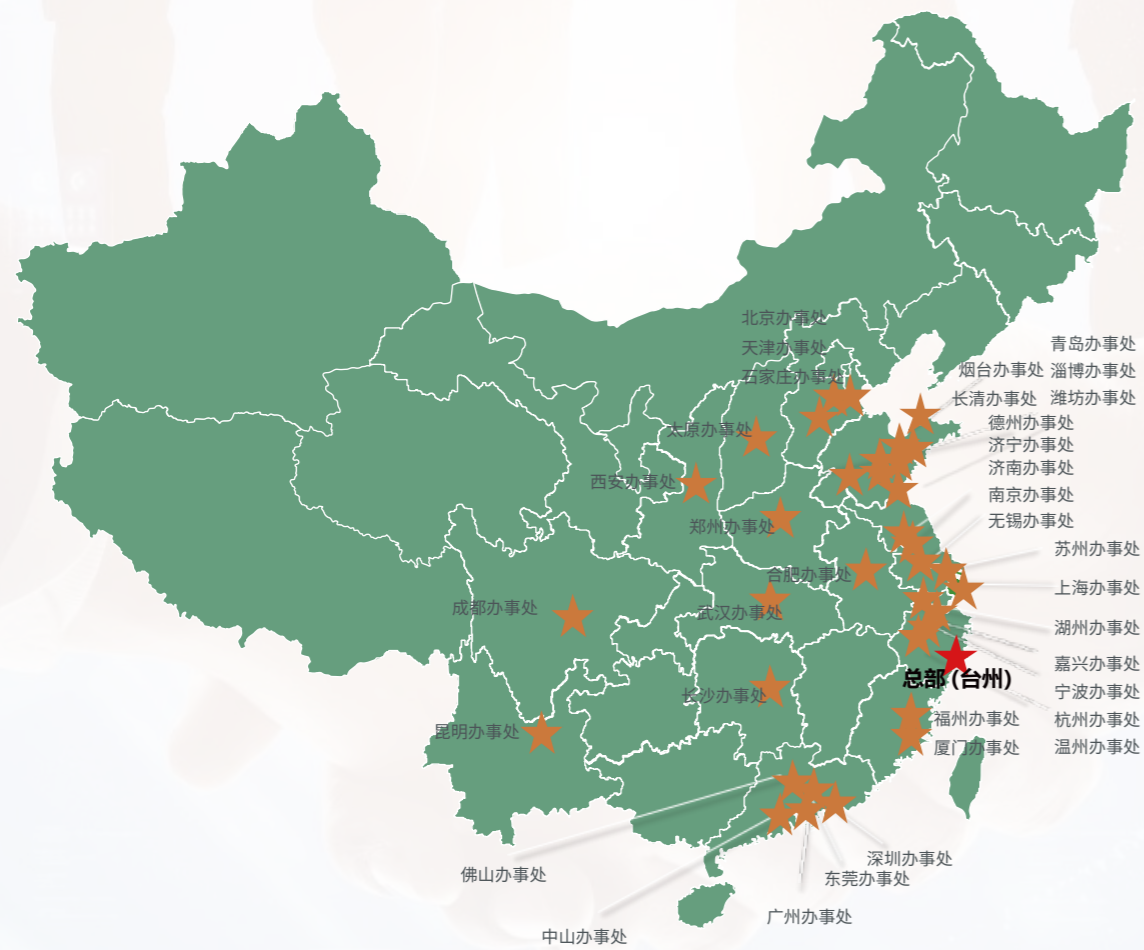 北京办事处
天津办事处
石家庄办事处
太原办事处
西安办事处
郑州办事处
合肥办事处
武汉办事处
成都办事处
长沙办事处
昆明办事处
青岛办事处
烟台办事处 淄博办事处
长清办事处 潍坊办事处
德州办事处
济宁办事处
济南办事处
南京办事处
无锡办事处
苏州办事处
上海办事处
湖州办事处
嘉兴办事处
总部 (台州)
宁波办事处
福州办事处 杭州办事处
厦门办事处 温州办事处
深圳办事处
佛山办事处
东莞办事处
广州办事处
中山办事处